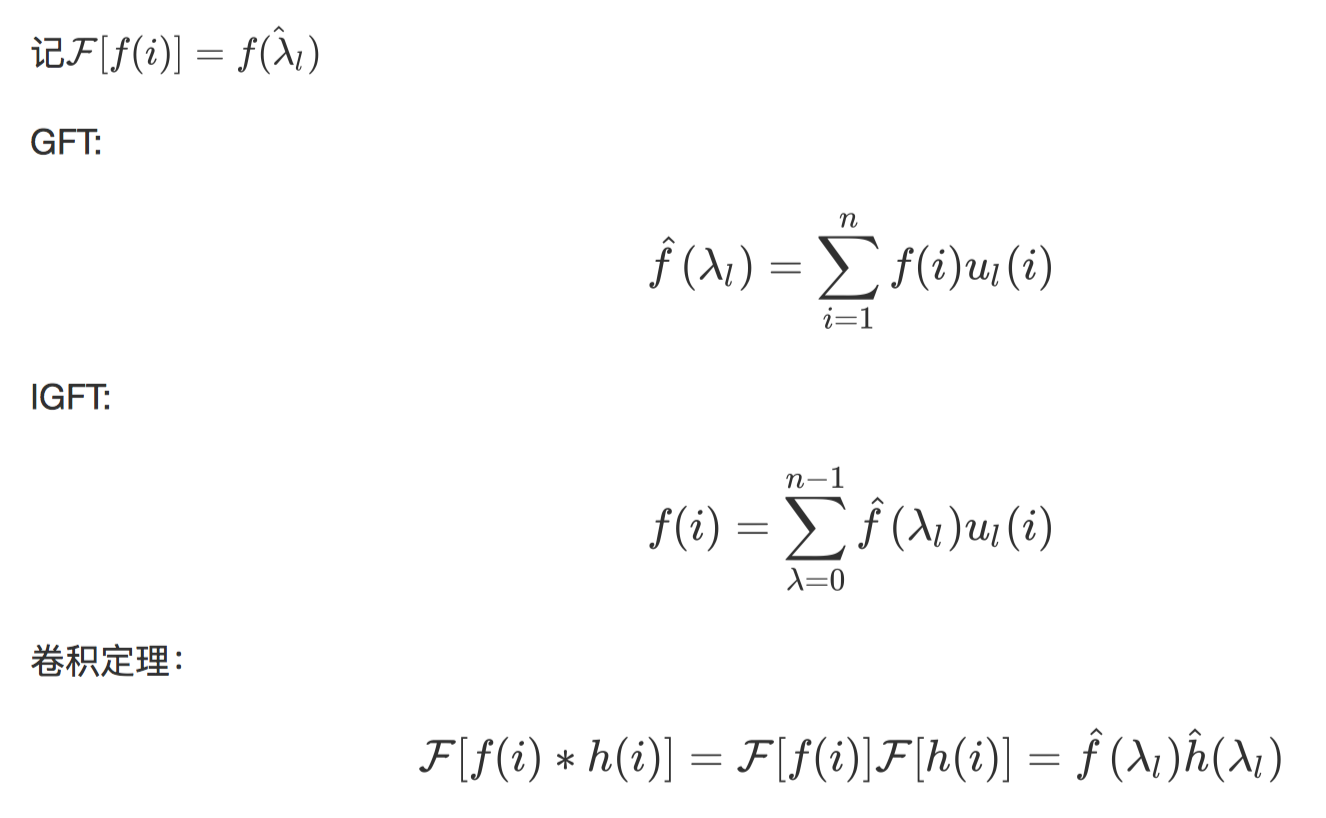 记$\mathcal{F}[f(i)] = f(\hat{\lambda}_l)$
GFT:
$\hat{f}(\lambda_l) = \sum_{i=1}^{n} f(i)u_l(i)$
IGFT:
$f(i) = \sum_{\lambda=0}^{n-1} \hat{f}(\lambda_l)u_l(i)$
卷积定理：
$\mathcal{F}[f(i) * h(i)] = \mathcal{F}[f(i)]\mathcal{F}[h(i)] = \hat{f}(\lambda_l)\hat{h}(\lambda_l)$